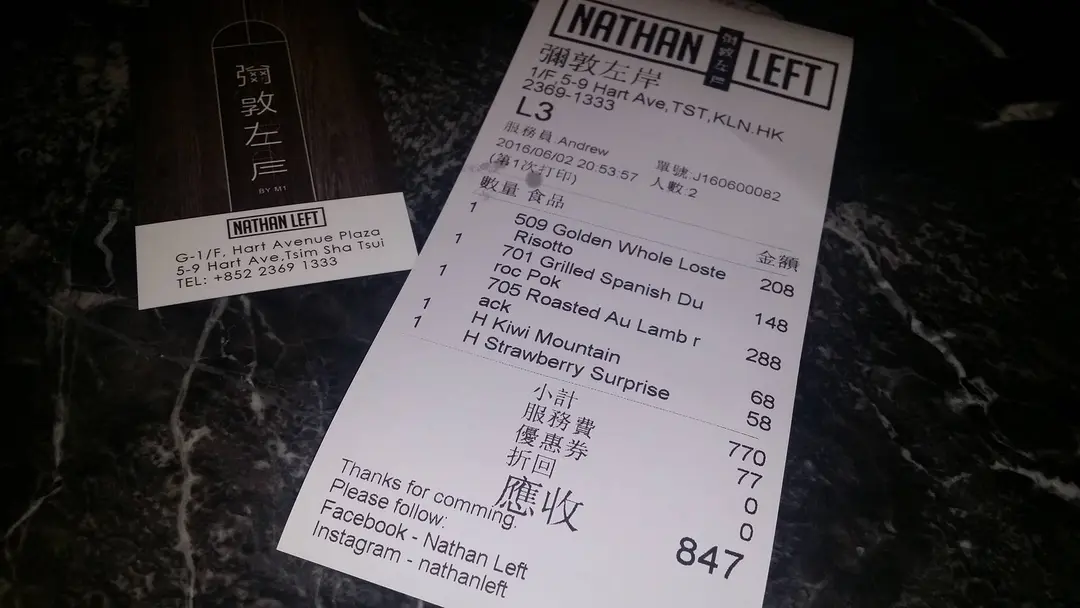 彌敦左岸
BY M1
NATHAN LEFT
G-1/F, Hart Avenue Plaza
5-9 Hart Ave,Tsim Sha Tsui
TEL: +852 2369 1333
NATHAN 彌敦左岸 LEFT
彌敦左岸
1/F,5-9 Hart Ave,TST,KLN.HK
2369-1333
L3
服務員:Andrew 單號:J160600082
2016/06/02 20:53:57 人數:2
(第1次打印)
數量 食品 金額
1 509 Golden Whole Loste 208
Risotto
1 701 Grilled Spanish Du 148
roc Pok
1 705 Roasted Au Lamb r 288
ack
1 H Kiwi Mountain 68
1 H Strawberry Surprise 58
小計 770
服務費 77
優惠券 0
折回 0
應收 847
Thanks for comming.
Please follow:
Facebook - Nathan Left
Instagram - nathanleft